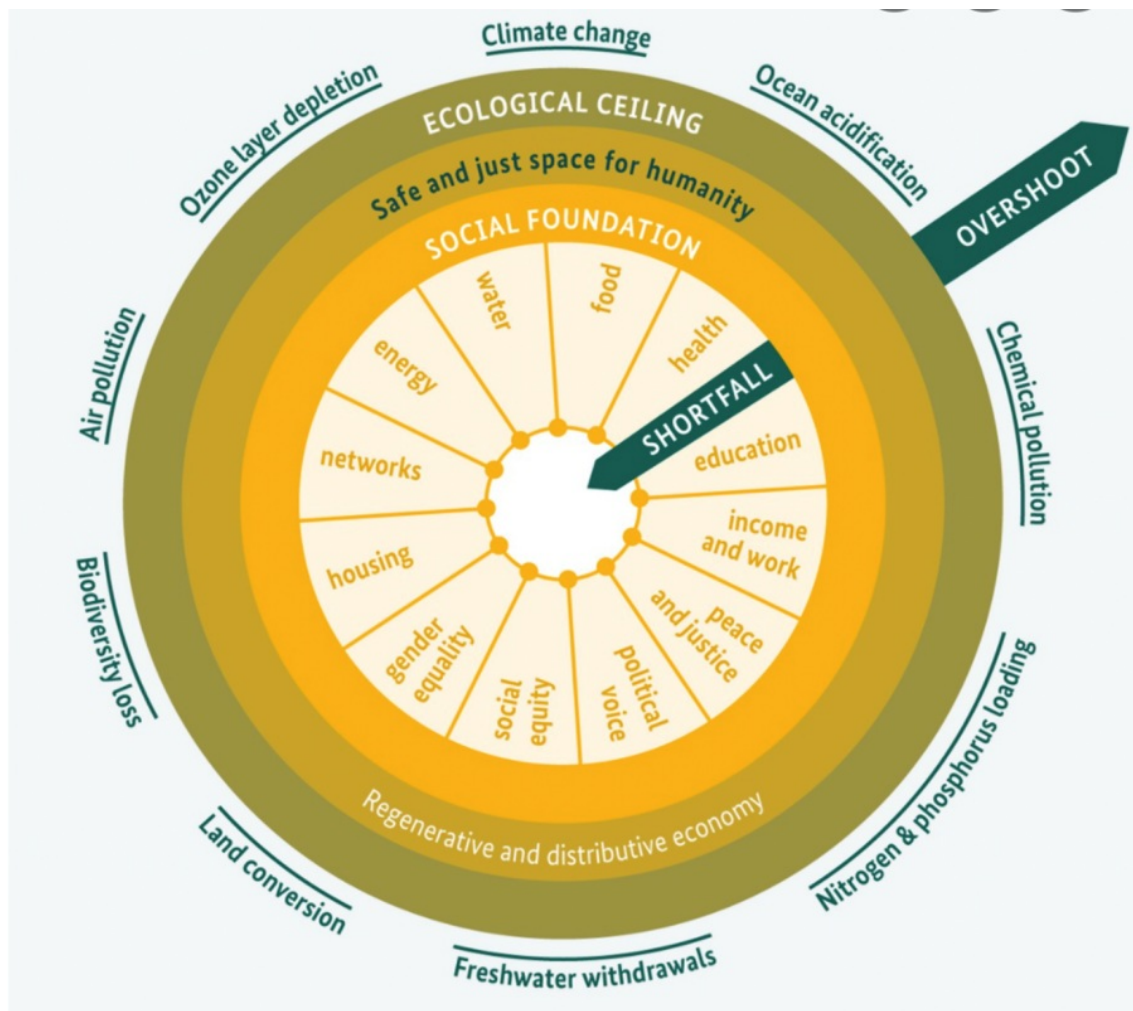 Climate change
Ocean acidification
OVERSHOOT
Chemical pollution
Nitrogen & phosphorus loading
Freshwater withdrawals
Land conversion
Biodiversity loss
Air pollution
Ozone layer depletion
ECOLOGICAL CEILING
Safe and just space for humanity
SOCIAL FOUNDATION
water
food
health
SHORTFALL
education
income
and work
peace
and justice
political
voice
social
equity
gender
equality
housing
networks
energy
Regenerative and distributive economy